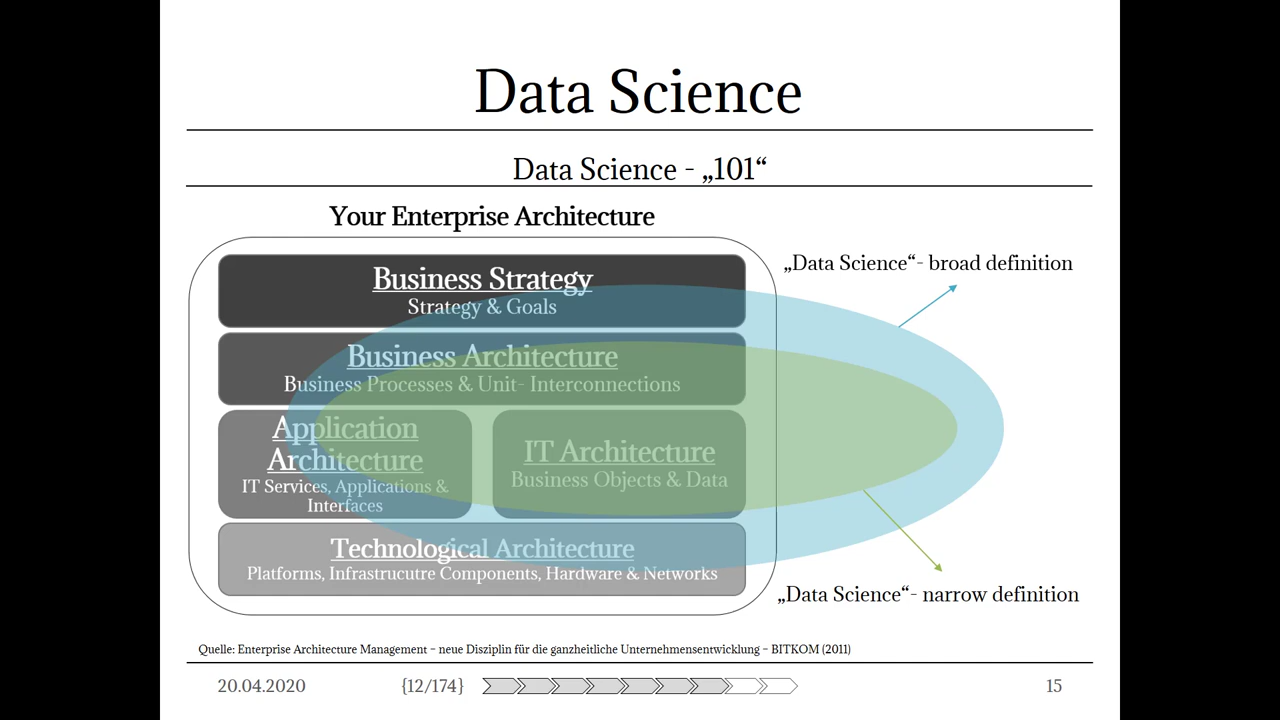 Data Science
Data Science - „101“
Your Enterprise Architecture
Business Strategy
Strategy & Goals
Business Architecture
Business Processes & Unit- Interconnections
Application
Architecture
IT Services, Applications &
Interfaces
IT Architecture
Business Objects & Data
Technological Architecture
Platforms, Infrastrucutre Components, Hardware & Networks
„Data Science“- broad definition
„Data Science“- narrow definition
Quelle: Enterprise Architecture Management – neue Disziplin für die ganzheitliche Unternehmensentwicklung – BITKOM (2011)
20.04.2020
{12/174}
15